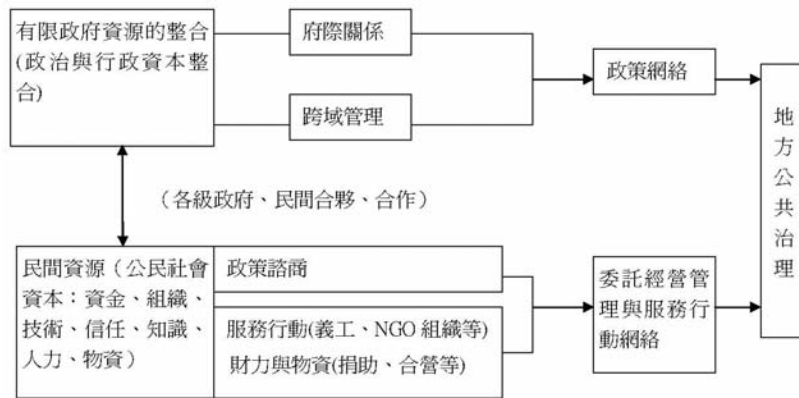 有限政府資源的整合
(政治與行政資本整
合)
府際關係
跨域管理
政策網絡
地方公共治理
（各級政府、民間合夥、合作）
民間資源（公民社會
資本：資金、組織、
技術、信任、知識、
人力、物資）
政策諮商
服務行動(義工、NGO 組織等)
財力與物資(捐助、合營等)
委託經營管
理與服務行
動網絡